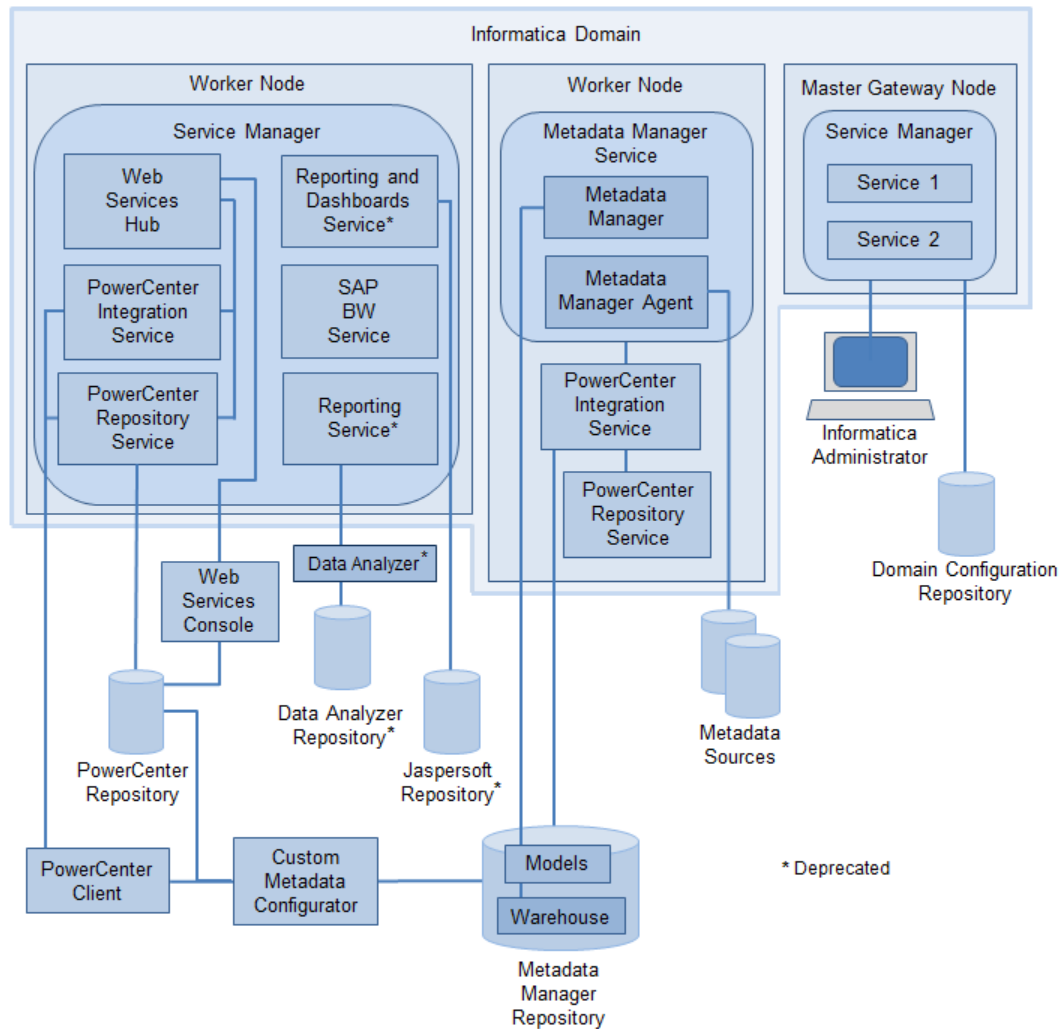 Informatica Domain
Worker Node
Service Manager
Web
Services
Hub
Reporting and
Dashboards
Service*
PowerCenter
Integration
Service
SAP
BW
Service
PowerCenter
Repository
Service
Reporting
Service*
Worker Node
Metadata Manager
Service
Metadata
Manager
Metadata
Manager Agent
PowerCenter
Integration
Service
PowerCenter
Repository
Service
Master Gateway Node
Service Manager
Service 1
Service 2
Informatica
Administrator
Domain Configuration
Repository
Web
Services
Console
Data Analyzer*
PowerCenter
Repository
Data Analyzer
Repository*
Jaspersoft
Repository*
Metadata
Sources
PowerCenter
Client
Custom
Metadata
Configurator
Models
Warehouse
Metadata
Manager
Repository
* Deprecated